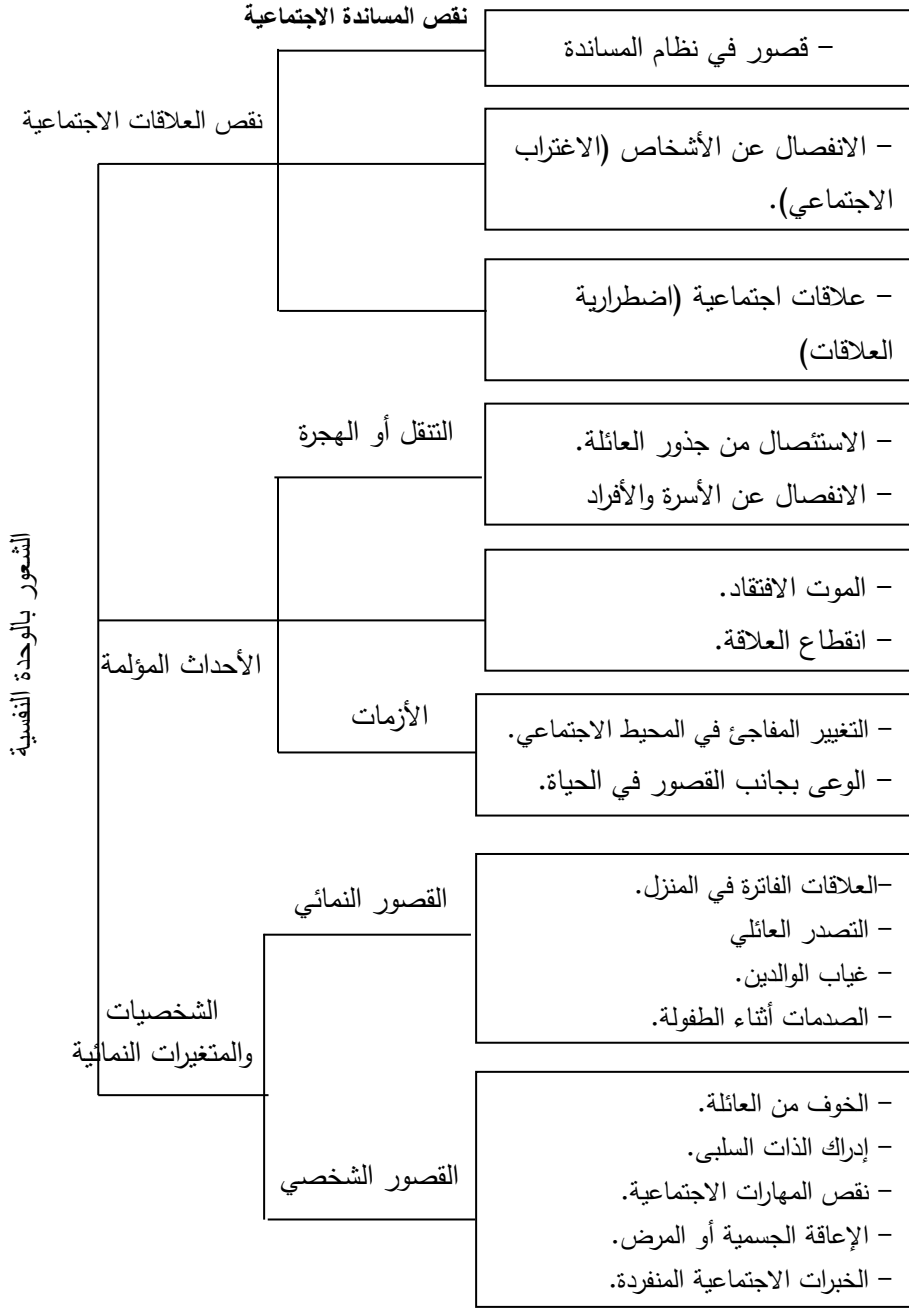 نقص المساندة الاجتماعية
- قصور في نظام المساندة
نقص العلاقات الاجتماعية
- الانفصال عن الأشخاص (الاغتراب
الاجتماعي).
- علاقات اجتماعية (اضطرارية
العلاقات)
التنقل أو الهجرة
- الاستئصال من جذور العائلة.
- الانفصال عن الأسرة والأفراد
الشعور بالوحدة النفسية
- الموت الافتقاد.
- انقطاع العلاقة.
الأحداث المؤلمة
الأزمات
- التغيير المفاجئ في المحيط الاجتماعي.
- الوعى بجانب القصور في الحياة.
القصور النمائي
-العلاقات الفاترة في المنزل.
- التصدر العائلي
- غياب الوالدين.
- الصدمات أثناء الطفولة.
الشخصيات
والمتغيرات النمائية
القصور الشخصي
- الخوف من العائلة.
- إدراك الذات السلبى.
- نقص المهارات الاجتماعية.
- الإعاقة الجسمية أو المرض.
- الخبرات الاجتماعية المنفردة.